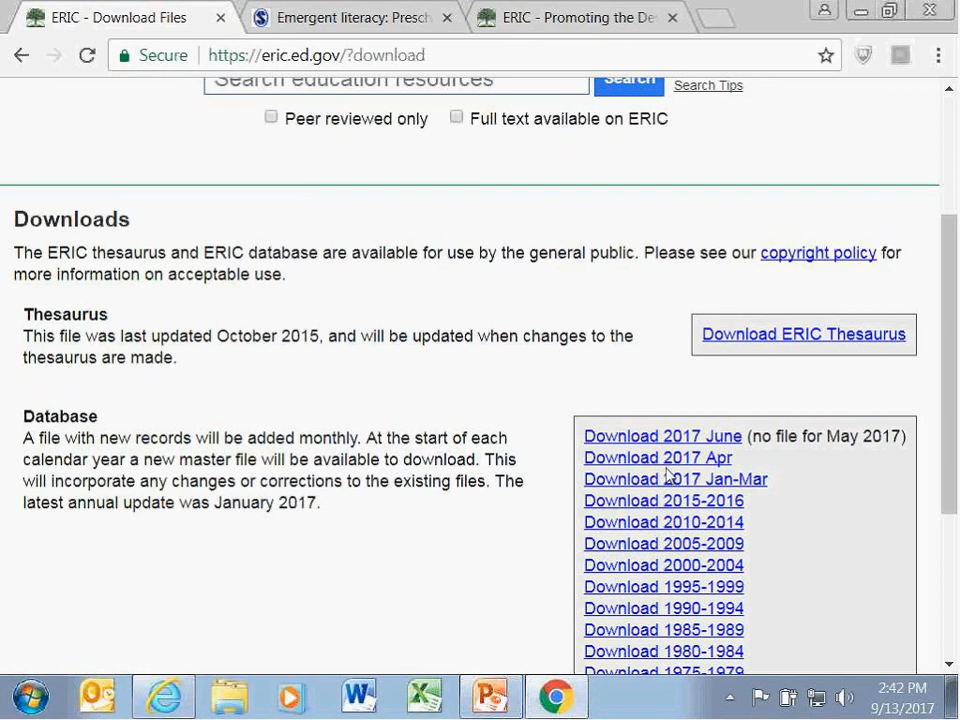 ERIC - Download Files
Emergent literacy: Presch
ERIC - Promoting the De
Secure
https://eric.ed.gov/?download
Search education resources
Search
Search Tips
Peer reviewed only
Full text available on ERIC
Downloads
The ERIC thesaurus and ERIC database are available for use by the general public. Please see our copyright policy for
more information on acceptable use.
Thesaurus
This file was last updated October 2015, and will be updated when changes to the
thesaurus are made.
Download ERIC Thesaurus
Database
A file with new records will be added monthly. At the start of each
calendar year a new master file will be available to download. This
will incorporate any changes or corrections to the existing files. The
latest annual update was January 2017.
Download 2017 June (no file for May 2017)
Download 2017 Apr
Download 2017 Jan-Mar
Download 2015-2016
Download 2010-2014
Download 2005-2009
Download 2000-2004
Download 1995-1999
Download 1990-1994
Download 1985-1989
Download 1980-1984
Download 1975-1979
2:42 PM
9/13/2017